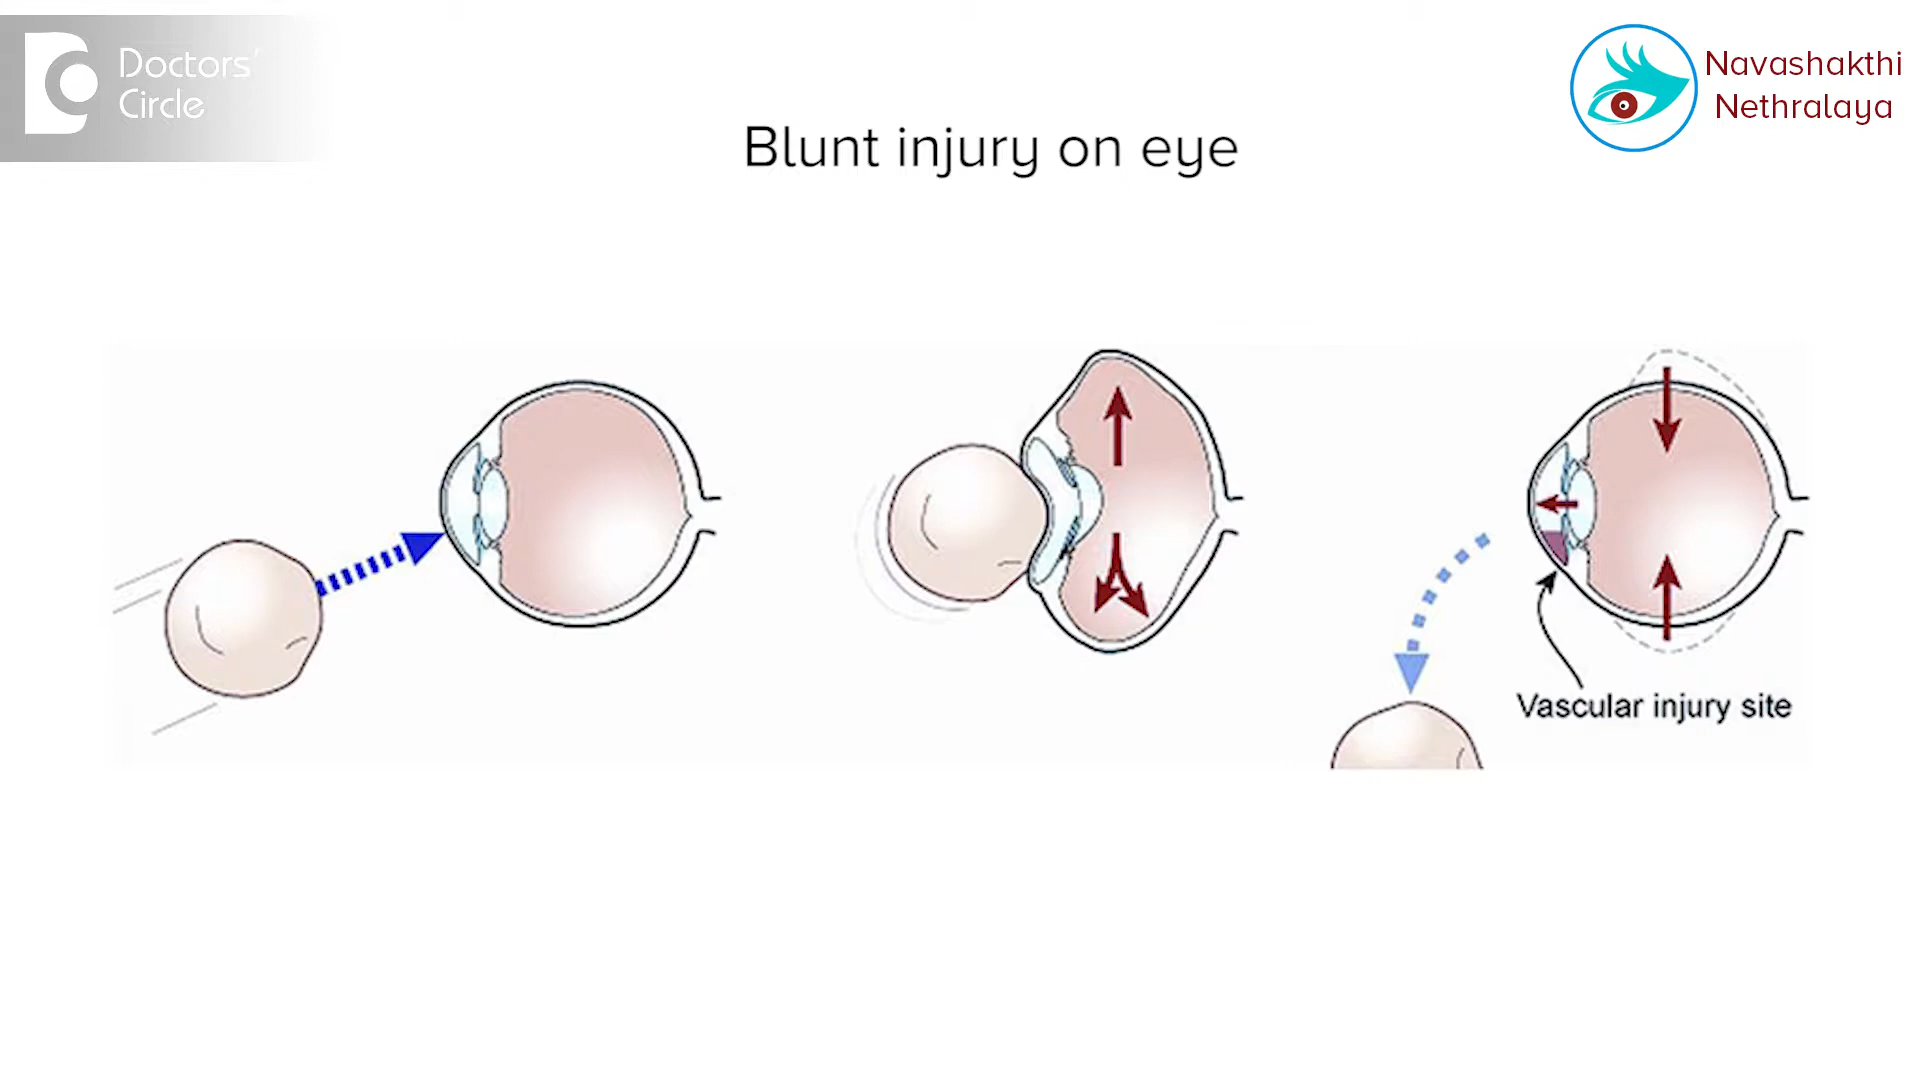 Doctors'
Circle
Navashakthi
Nethralaya
Blunt injury on eye
Vascular injury site